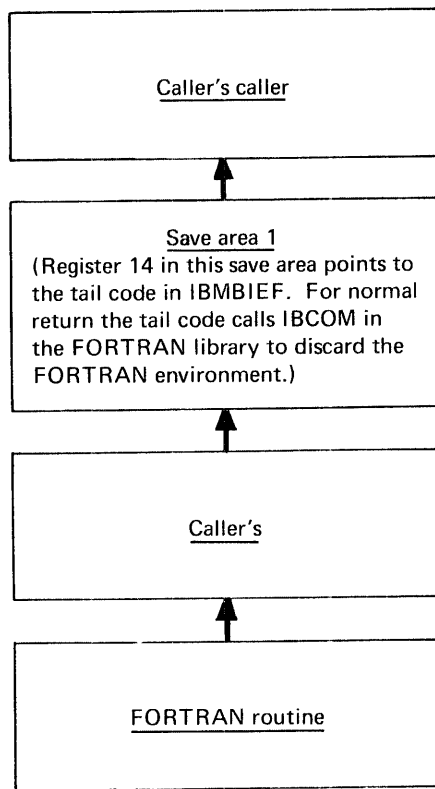 Caller's caller
Save area 1
(Register 14 in this save area points to
the tail code in IBMBIEF. For normal
return the tail code calls IBCOM in
the FORTRAN library to discard the
FORTRAN environment.)
Caller's
FORTRAN routine